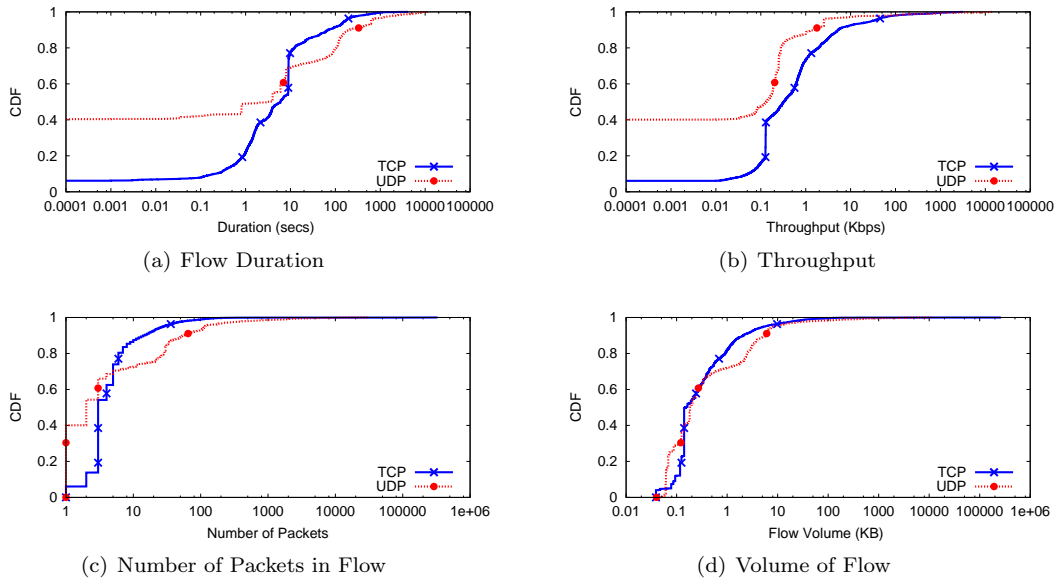 1
0.8
0.6
0.4
0.2
0
CDF
TCP
UDP
0.0001 0.001 0.01 0.1 1 10 100 1000 10000 100000
Duration (secs)
(a) Flow Duration
1
0.8
0.6
0.4
0.2
0
CDF
TCP
UDP
0.0001 0.001 0.01 0.1 1 10 100 1000 10000 100000
Throughput (Kbps)
(b) Throughput
1
0.8
0.6
0.4
0.2
0
CDF
TCP
UDP
1 10 100 1000 10000 100000 1e+06
Number of Packets
(c) Number of Packets in Flow
1
0.8
0.6
0.4
0.2
0
CDF
TCP
UDP
0.01 0.1 1 10 100 1000 10000 100000 1e+06
Flow Volume (KB)
(d) Volume of Flow